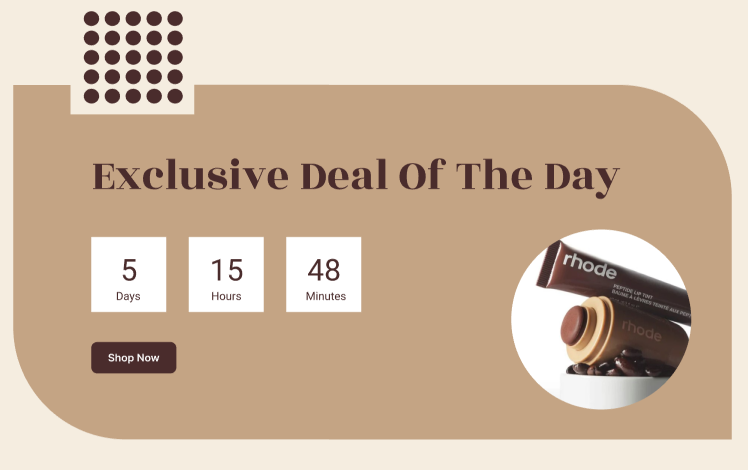 Exclusive Deal Of The Day
5
Days
15
Hours
48
Minutes
Shop Now
rhode
PEPTIDE LIP TINT
BAUME À LÈVRES TEINTÉ AUX
rhode